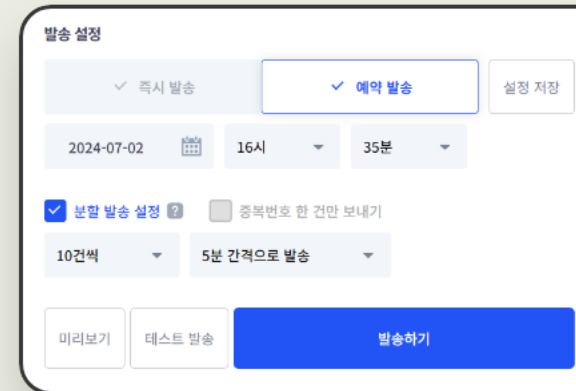 발송 설정
즉시 발송 예약 발송 설정 저장
2024-07-02 16시 35분
분할 발송 설정 ? 중복번호 한 건만 보내기
10건씩 5분 간격으로 발송
미리보기 테스트 발송 발송하기